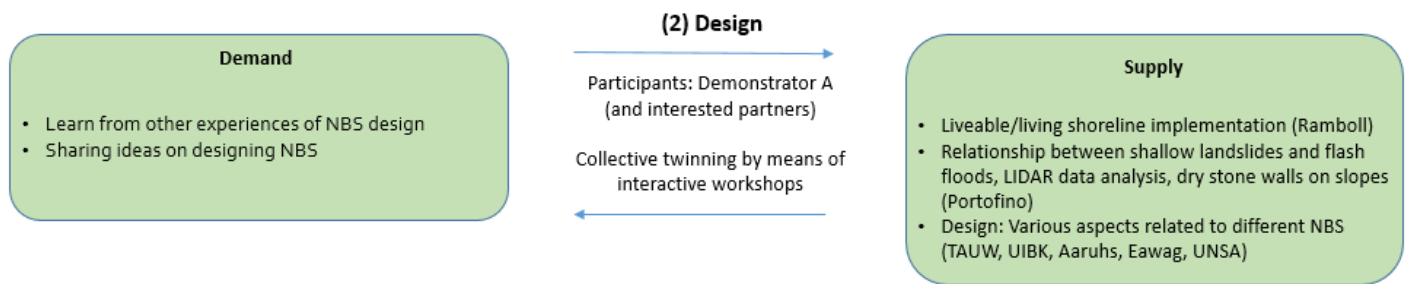 Demand
• Learn from other experiences of NBS design
• Sharing ideas on designing NBS
(2) Design
Participants: Demonstrator A
(and interested partners)
Collective twinning by means of
interactive workshops
Supply
• Liveable/living shoreline implementation (Ramboll)
• Relationship between shallow landslides and flash
floods, LIDAR data analysis, dry stone walls on slopes
(Portofino)
• Design: Various aspects related to different NBS
(TAUW, UIBK, Aaruhs, Eawag, UNSA)